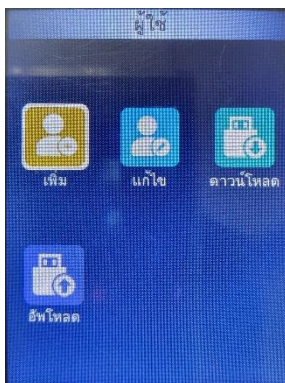 ผู้ใช้
เพิ่ม
แก้ไข
ดาวน์โหลด
อัพโหลด